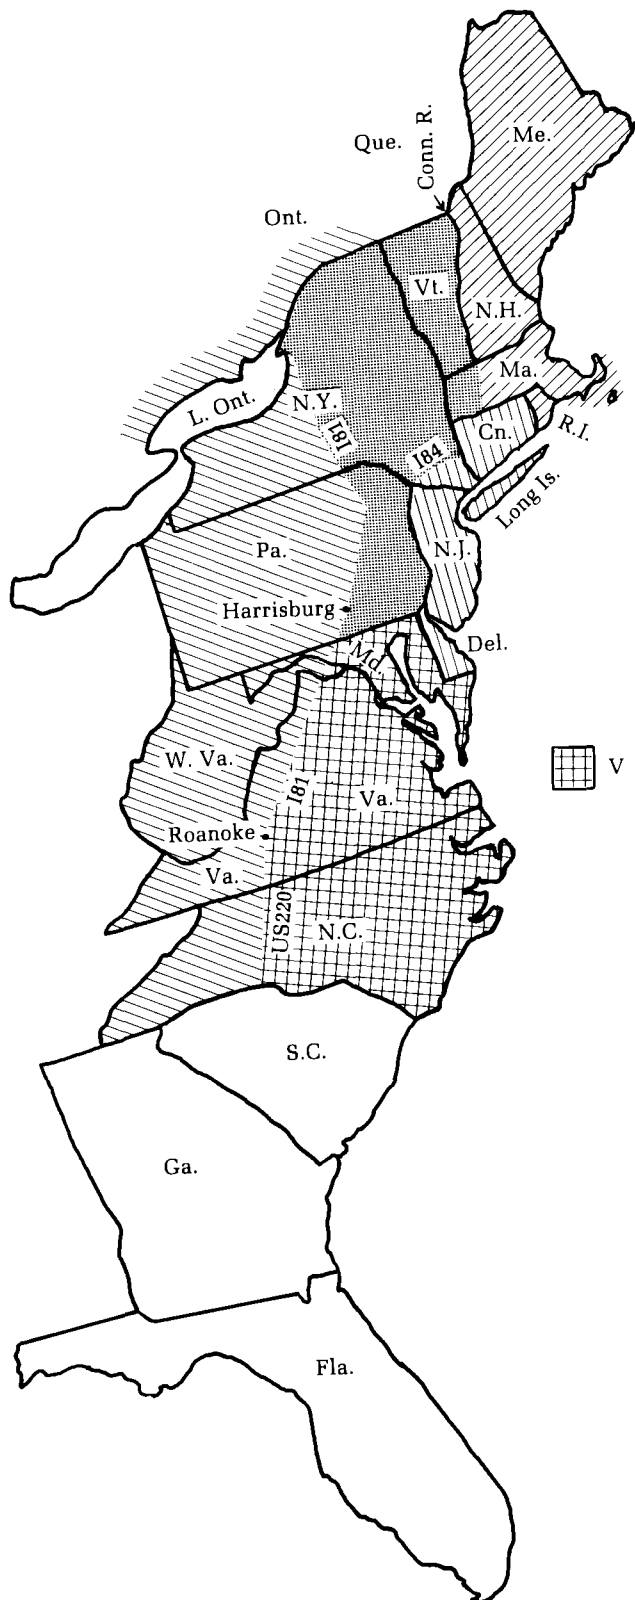 Me.
Que.
Conn. R.
Ont.
Vt.
N.H.
Ma.
L. Ont.
N.Y.
I81
Cn.
R.I.
I84
Long Is.
Pa.
N.J.
Harrisburg
Del.
Md.
W. Va.
V
I81
Va.
Roanoke
Va.
US220
N.C.
S.C.
Ga.
Fla.